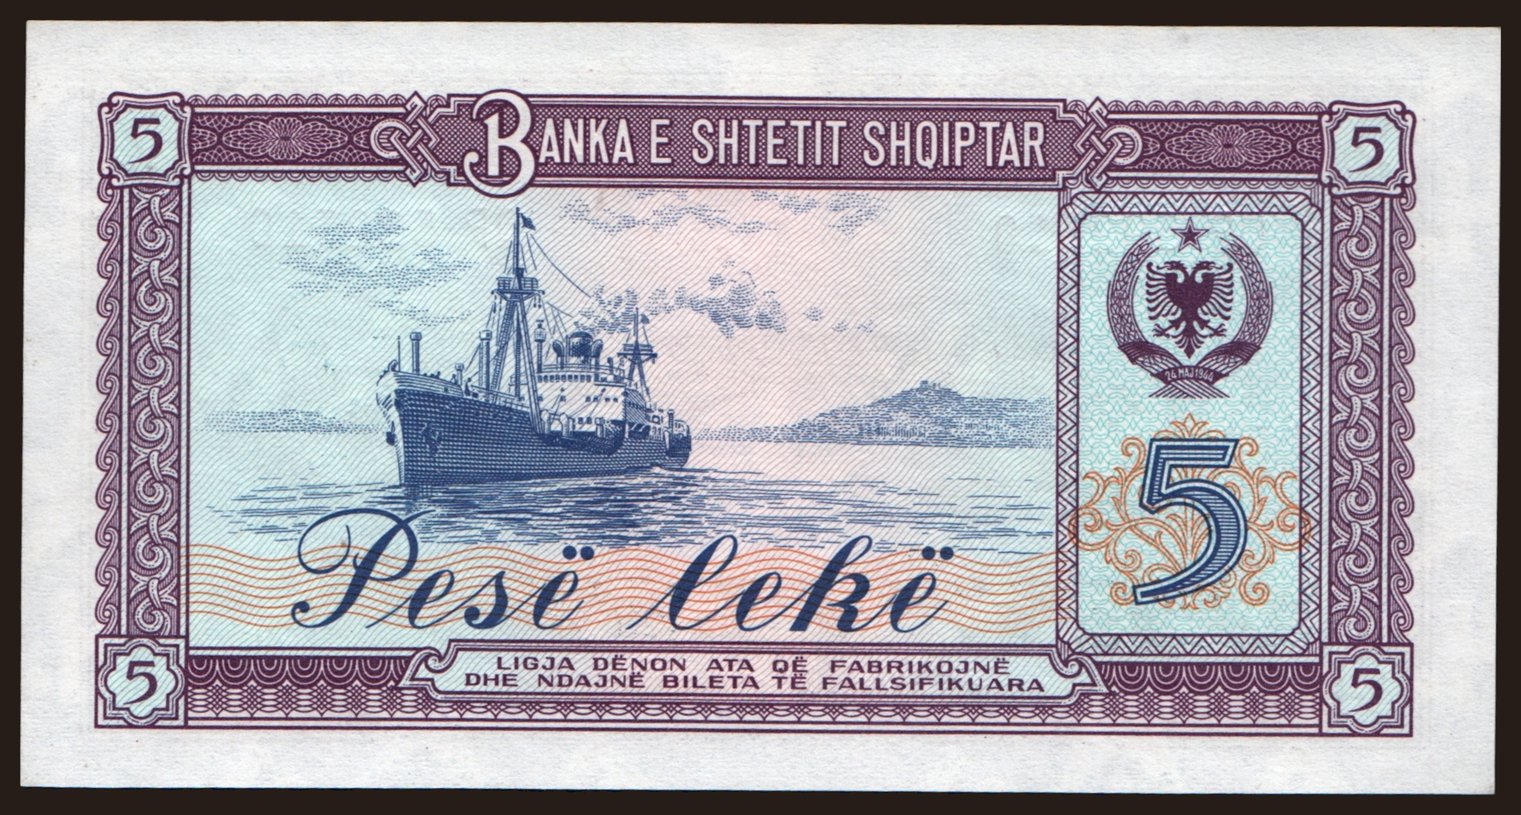 5
BANKA E SHTETIT SHQIPTAR
5
24 MAJ 1944
5
Pesë lekë
LIGJA DËNON ATA QË FABRIKOJNË
DHE NDAJNË BILETA TË FALLSIFIKUARA
5
5